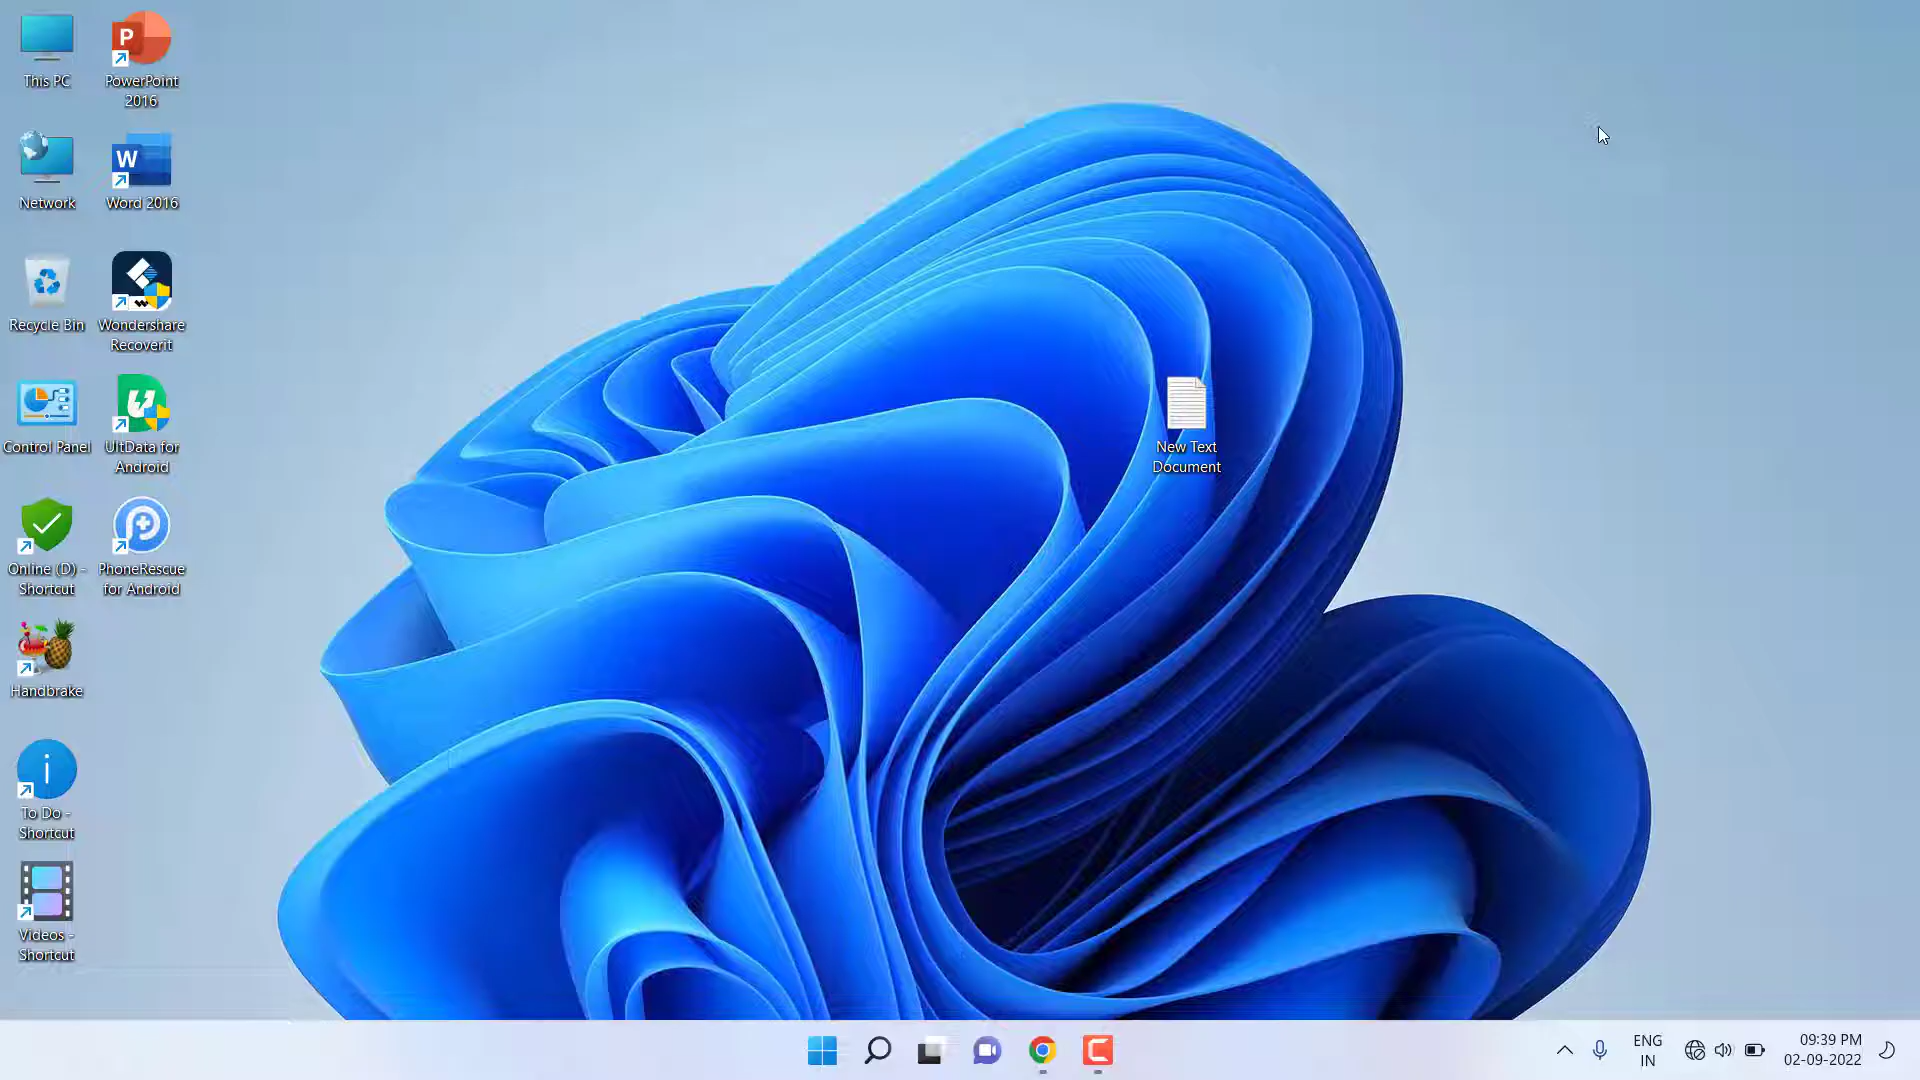 This PC
PowerPoint
2016
Network
Word 2016
Recycle Bin
Wondershare
Recoverit
Control Panel
UltData for
Android
Online (D) -
Shortcut
PhoneRescue
for Android
Handbrake
To Do -
Shortcut
Videos -
Shortcut
New Text
Document
ENG
IN
09:39 PM
02-09-2022